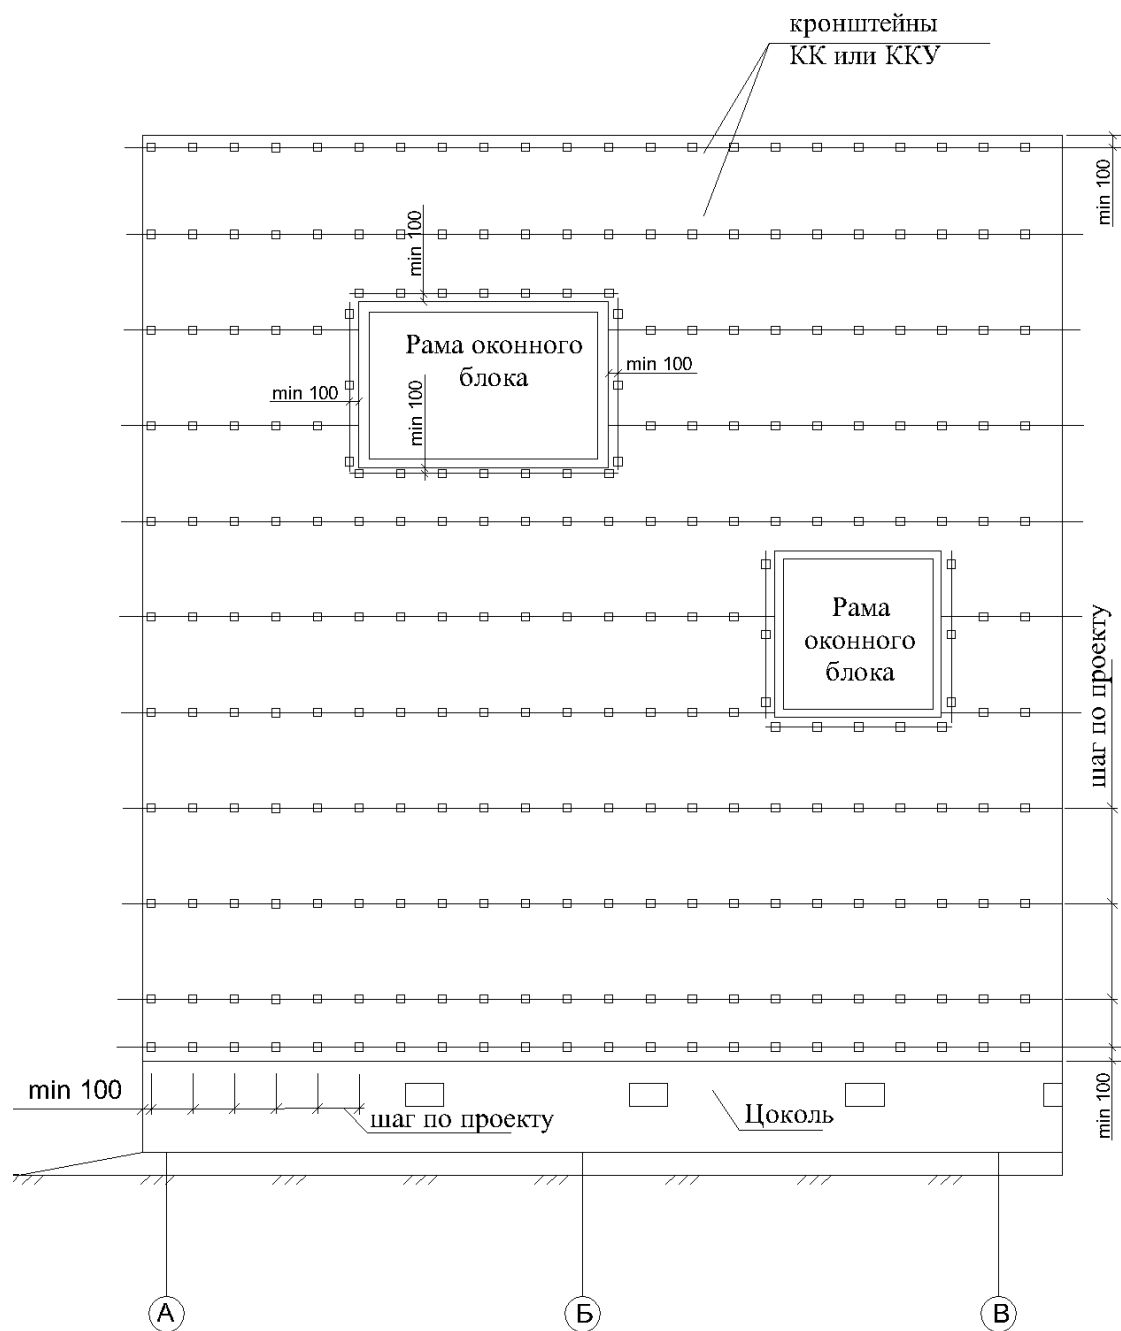 кронштейны
КК или ККУ
min 100
min 100
Рама оконного
блока
min 100
min 100
min 100
Рама
оконного
блока
шаг по проекту
min 100
шаг по проекту
Цоколь
min 100
А
Б
В